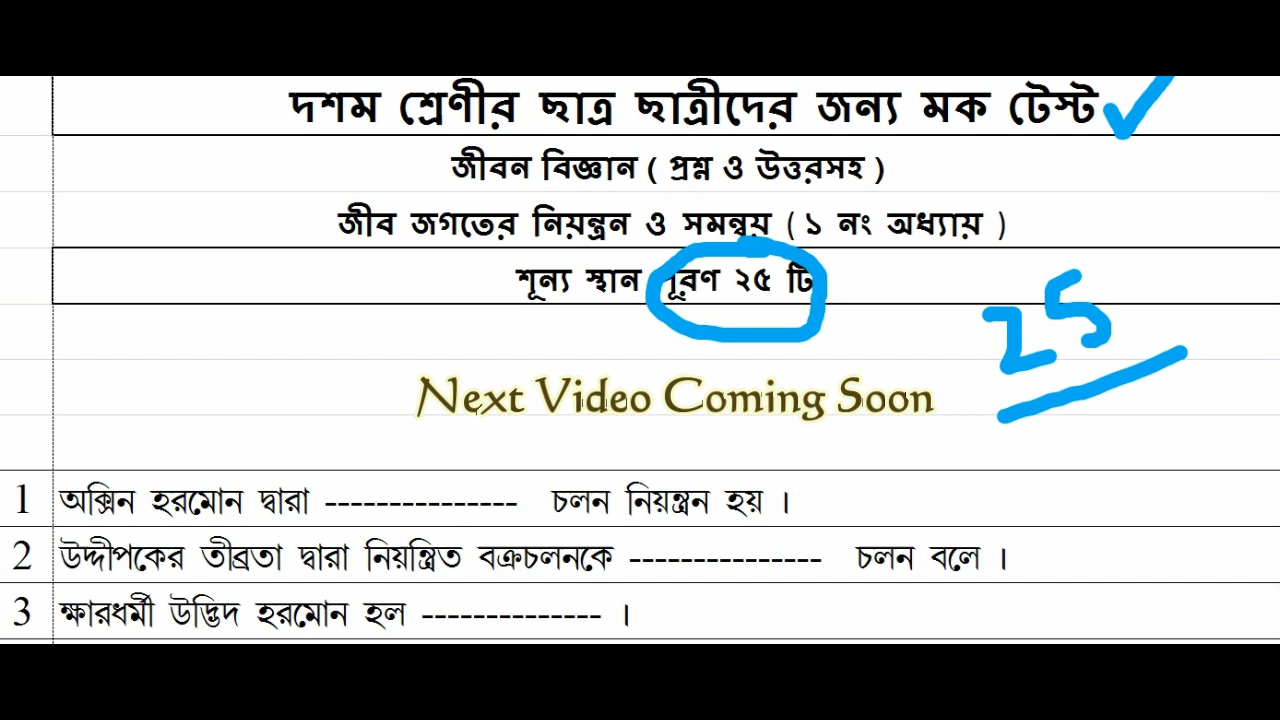 দশম শ্রেণীর ছাত্র ছাত্রীদের জন্য মক টেস্ট
জীবন বিজ্ঞান ( প্রশ্ন ও উত্তরসহ )
জীব জগতের নিয়ন্ত্রন ও সমন্বয় ( ১ নং অধ্যায় )
শূন্য স্থান পূরণ ২৫ টি
25
Next Video Coming Soon
1 অক্সিন হরমোন দ্বারা --------------- চলন নিয়ন্ত্রন হয় ।
2 উদ্দীপকের তীব্রতা দ্বারা নিয়ন্ত্রিত বক্রচলনকে --------------- চলন বলে ।
3 ক্ষারধর্মী উদ্ভিদ হরমোন হল -------------- ।